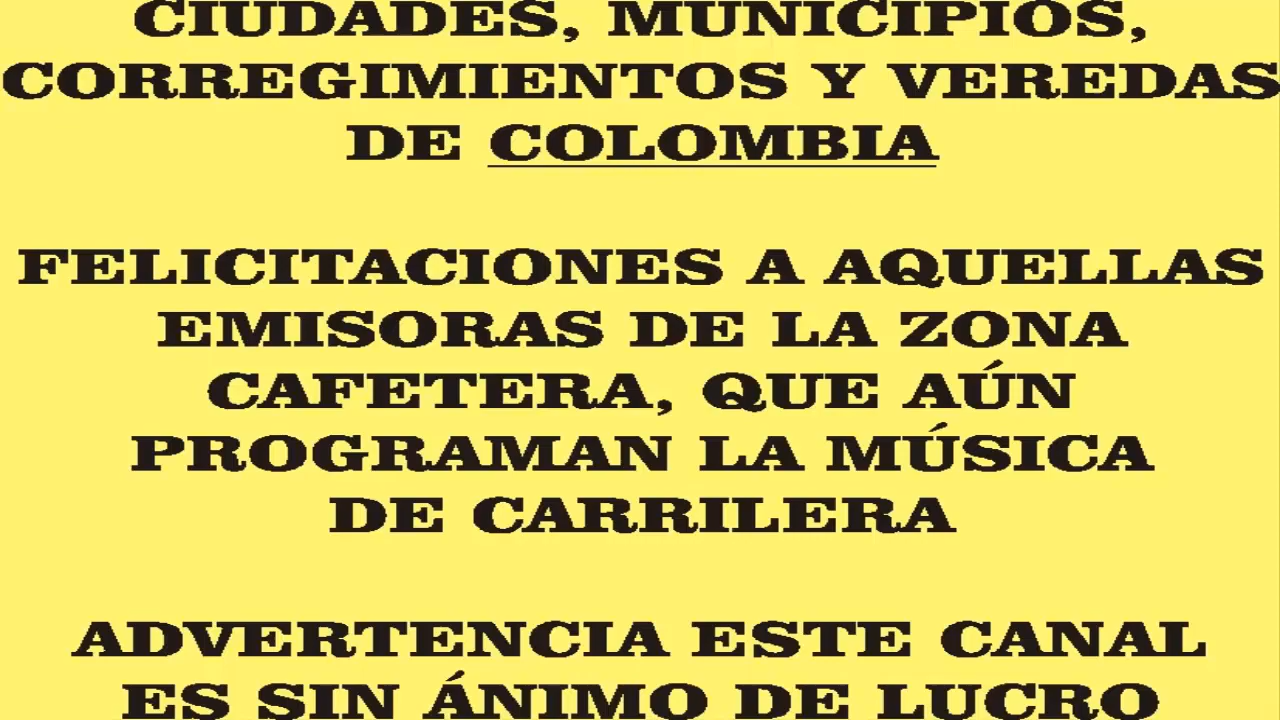 CIUDADES, MUNICIPIOS,
CORREGIMIENTOS Y VEREDAS
DE COLOMBIA
FELICITACIONES A AQUELLAS
EMISORAS DE LA ZONA
CAFETERA, QUE AÚN
PROGRAMAN LA MÚSICA
DE CARRILERA
ADVERTENCIA ESTE CANAL
ES SIN ÁNIMO DE LUCRO